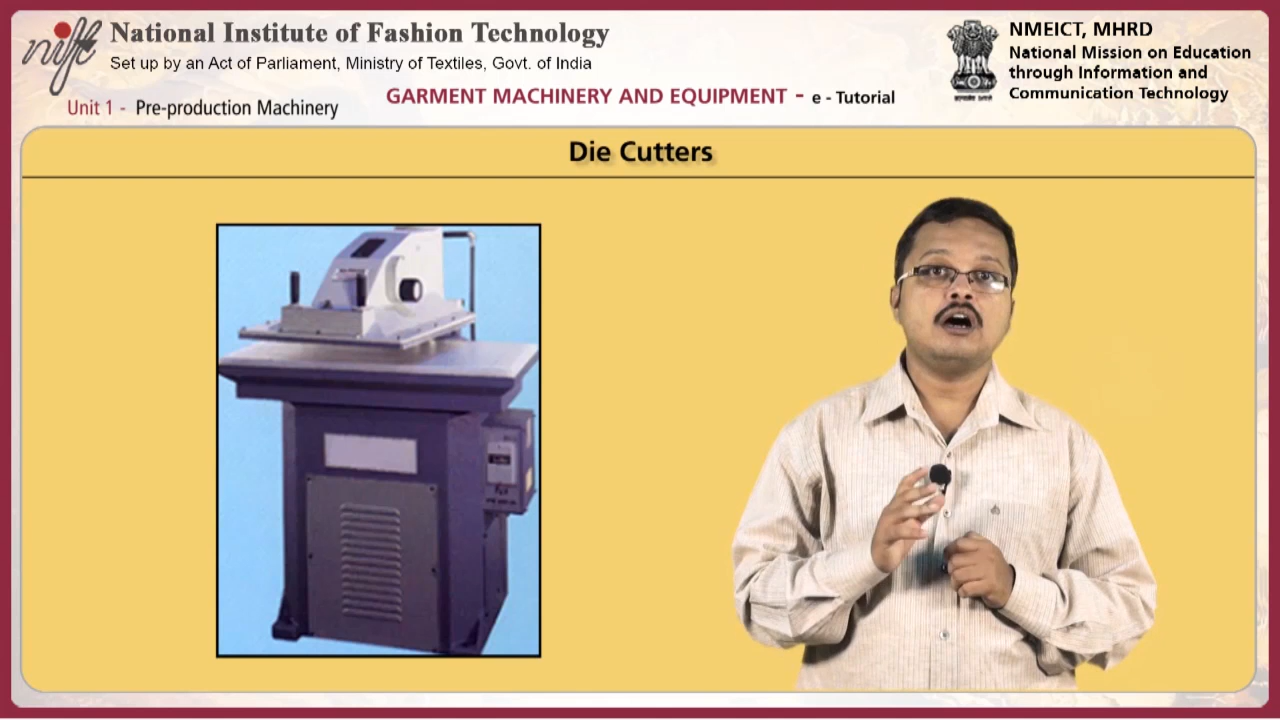 nift
National Institute of Fashion Technology
Set up by an Act of Parliament, Ministry of Textiles, Govt. of India
NMEICT, MHRD
National Mission on Education
through Information and
Communication Technology
Unit 1 - Pre-production Machinery
GARMENT MACHINERY AND EQUIPMENT - e - Tutorial
Die Cutters